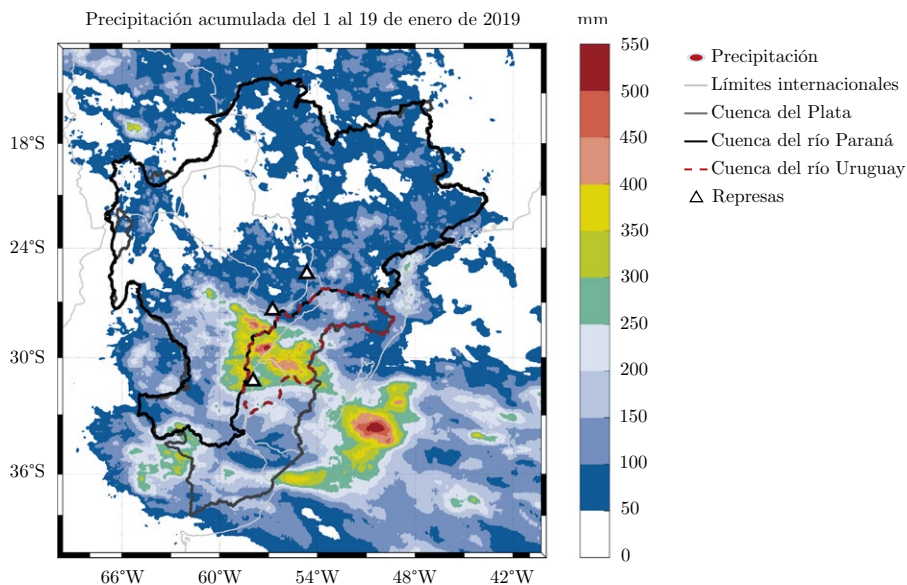 Precipitación acumulada del 1 al 19 de enero de 2019
mm
550
500
450
400
350
300
250
200
150
100
50
0
18°S
24°S
30°S
36°S
66°W
60°W
54°W
48°W
42°W
Precipitación
Límites internacionales
Cuenca del Plata
Cuenca del río Paraná
Cuenca del río Uruguay
Represas